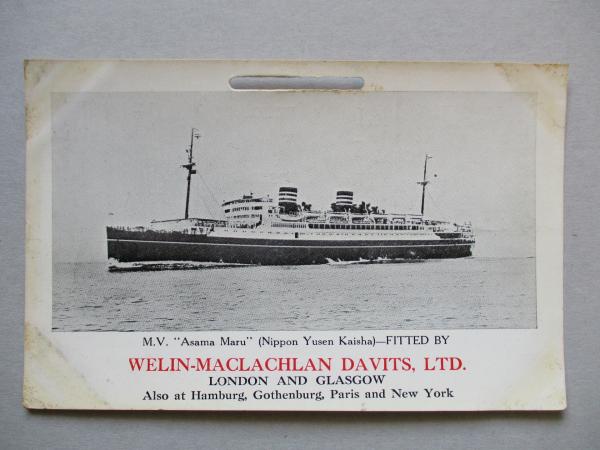 M.V. "Asama Maru" (Nippon Yusen Kaisha)—FITTED BY
WELIN-MACLACHLAN DAVITS, LTD.
LONDON AND GLASGOW
Also at Hamburg, Gothenburg, Paris and New York